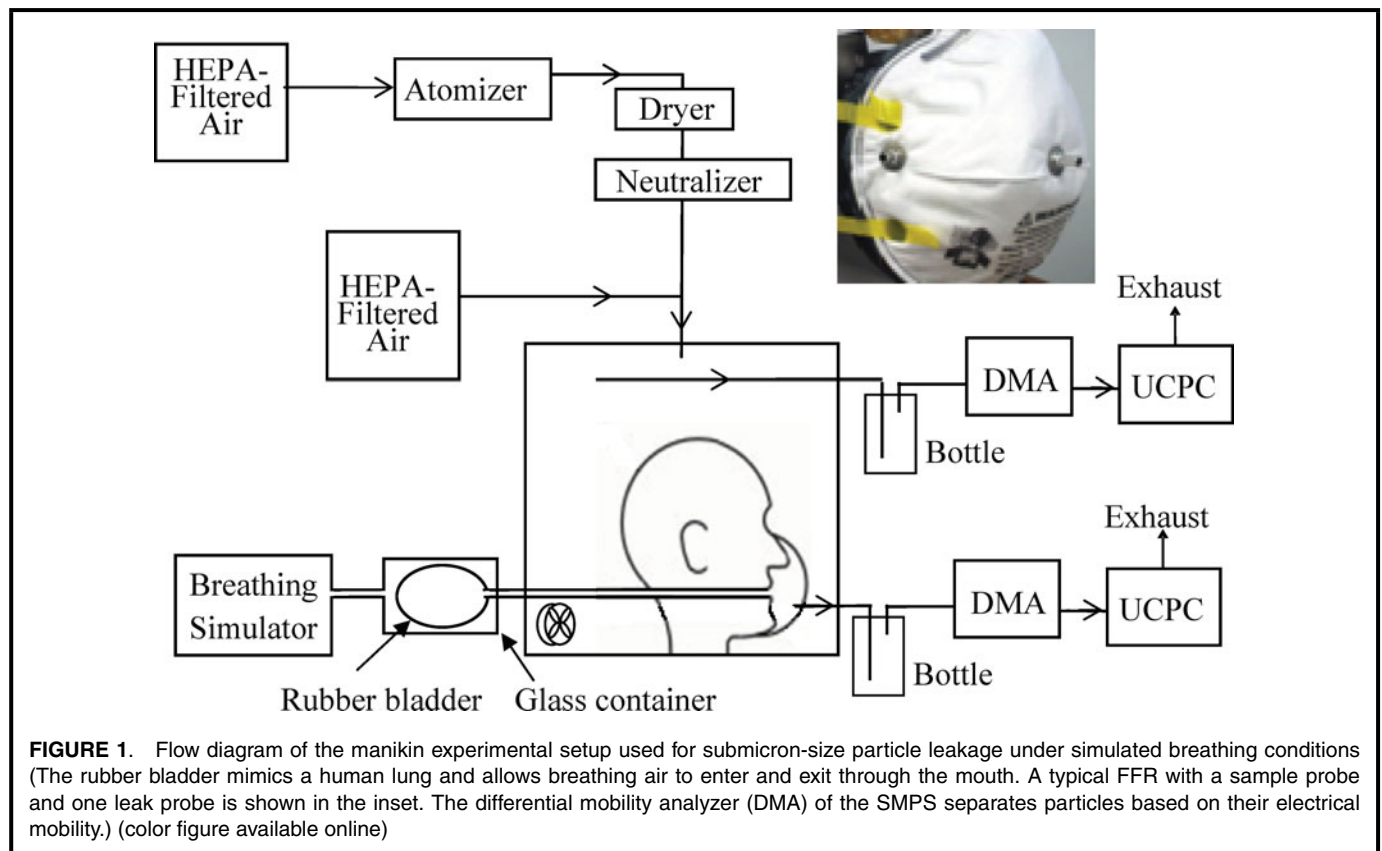 HEPA-
Filtered
Air
Atomizer
Dryer
Neutralizer
HEPA-
Filtered
Air
Exhaust
DMA
UCPC
Bottle
Exhaust
Breathing
Simulator
DMA
UCPC
Bottle
Rubber bladder
Glass container
FIGURE 1. Flow diagram of the manikin experimental setup used for submicron-size particle leakage under simulated breathing conditions
(The rubber bladder mimics a human lung and allows breathing air to enter and exit through the mouth. A typical FFR with a sample probe
and one leak probe is shown in the inset. The differential mobility analyzer (DMA) of the SMPS separates particles based on their electrical
mobility.) (color figure available online)